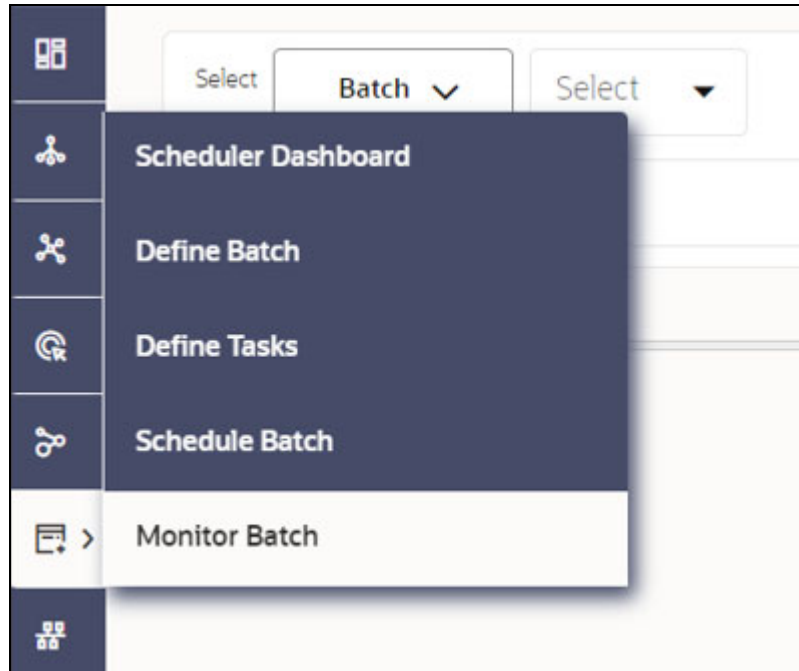 Select Batch Select
Scheduler Dashboard
Define Batch
Define Tasks
Schedule Batch
Monitor Batch